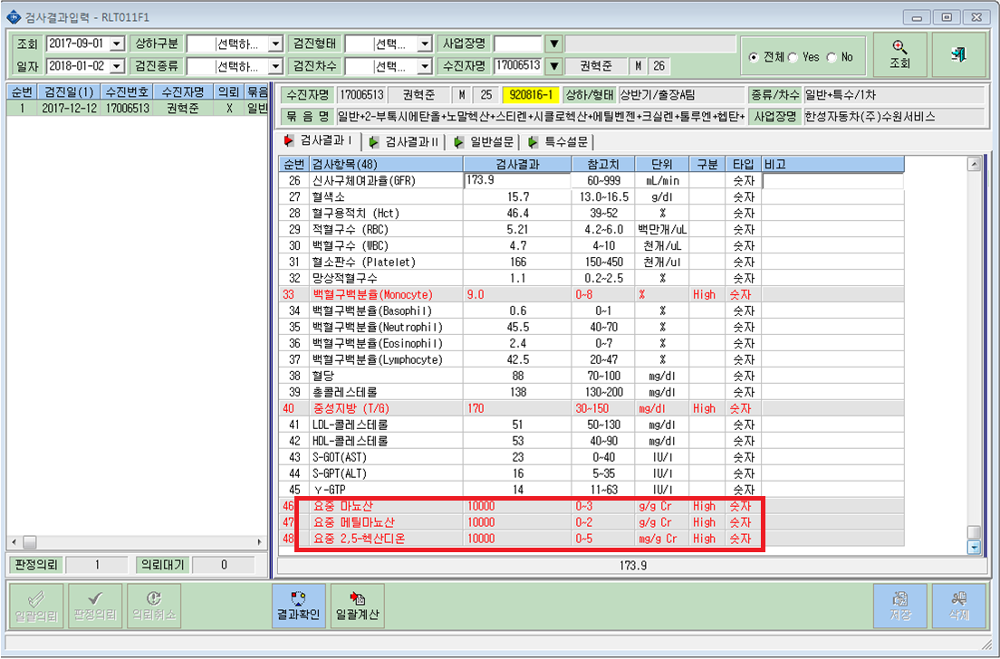 검사결과입력 - RLT011F1
조회 2017-09-01 상하구분 선택하... 검진형태 선택... 사업장명 전체 Yes No 조회
일자 2018-01-02 검진종류 선택하... 검진차수 선택... 수진자명 17006513 권혁준 M 26
순번 검진일(1) 수진번호 수진자명 의뢰 묶음
1 2017-12-12 17006513 권혁준 X 일반
수진자명 17006513 권혁준 M 25 920816-1 상하/형태 상반기/출장A팀 종류/차수 일반+특수/1차
묶 음 명 일반+2-부톡시에탄올+노말헥산+스티렌+시클로헥산+에틸벤젠+크실렌+톨루엔+헵탄+ 사업장명 한성자동차(주)수원서비스
검사결과 I 검사결과 II 일반설문 특수설문
순번 검사항목(48) 검사결과 참고치 단위 구분 타입 비고
26 신사구체여과율(GFR) 173.9 60~999 mL/min 숫자
27 혈색소 15.7 13.0~16.5 g/dl 숫자
28 혈구용적치 (Hct) 46.4 39~52 % 숫자
29 적혈구수 (RBC) 5.21 4.2~6.0 백만개/uL 숫자
30 백혈구수 (WBC) 4.7 4~10 천개/uL 숫자
31 혈소판수 (Platelet) 166 150~450 천개/ul 숫자
32 망상적혈구수 1.1 0.2~2.5 % 숫자
33 백혈구백분율(Monocyte) 9.0 0~8 % High 숫자
34 백혈구백분율(Basophil) 0.6 0~1 % 숫자
35 백혈구백분율(Neutrophil) 45.5 40~70 % 숫자
36 백혈구백분율(Eosinophil) 2.4 0~7 % 숫자
37 백혈구백분율(Lymphocyte) 42.5 20~47 % 숫자
38 혈당 88 70~100 mg/dl 숫자
39 총콜레스테롤 138 130~200 mg/dl 숫자
40 중성지방 (T/G) 170 30~150 mg/dl High 숫자
41 LDL-콜레스테롤 51 50~130 mg/dl 숫자
42 HDL-콜레스테롤 53 40~90 mg/dl 숫자
43 S-GOT(AST) 23 0~40 IU/l 숫자
44 S-GPT(ALT) 16 5~35 IU/l 숫자
45 γ-GTP 14 11~63 IU/l 숫자
46 요중 마뇨산 10000 0~3 g/g Cr High 숫자
47 요중 메틸마뇨산 10000 0~2 g/g Cr High 숫자
48 요중 2,5-헥산디온 10000 0~5 mg/g Cr High 숫자
판정의뢰 1 의뢰대기 0 173.9
일괄의뢰 판정의뢰 의뢰취소 결과확인 일괄계산 저장 삭제